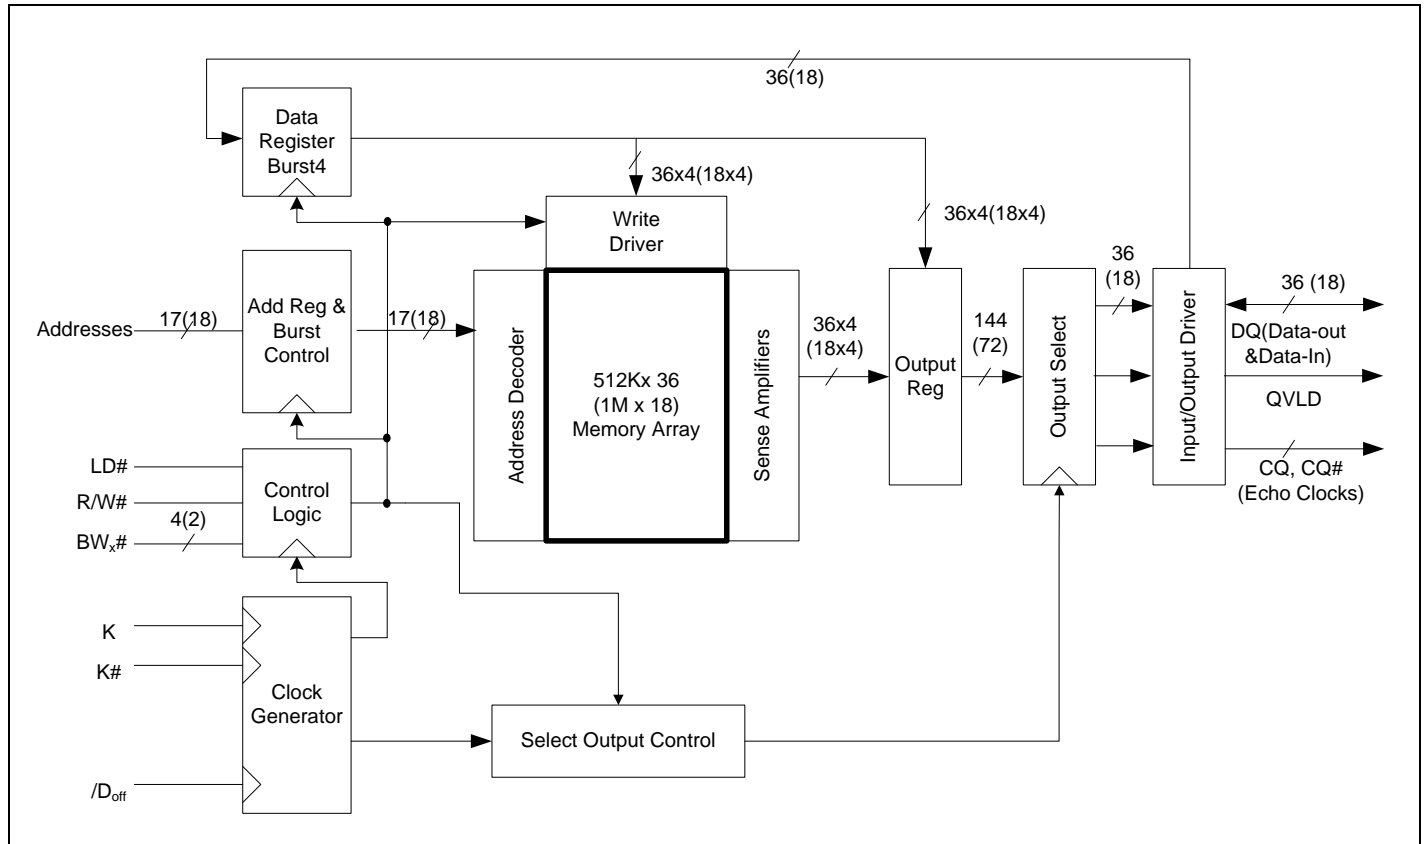 36(18)
Data
Register
Burst4
36x4(18x4)
Write
Driver
36x4(18x4)
36
(18)
36 (18)
Addresses
17(18)
Add Reg &
Burst
Control
17(18)
Address Decoder
512Kx 36
(1M x 18)
Memory Array
Sense Amplifiers
36x4
(18x4)
Output
Reg
144
(72)
Output Select
Input/Output Driver
DQ(Data-out
&Data-In)
QVLD
CQ, CQ#
(Echo Clocks)
LD#
R/W#
4(2)
BWx#
Control
Logic
K
K#
Clock
Generator
/Doff
Select Output Control